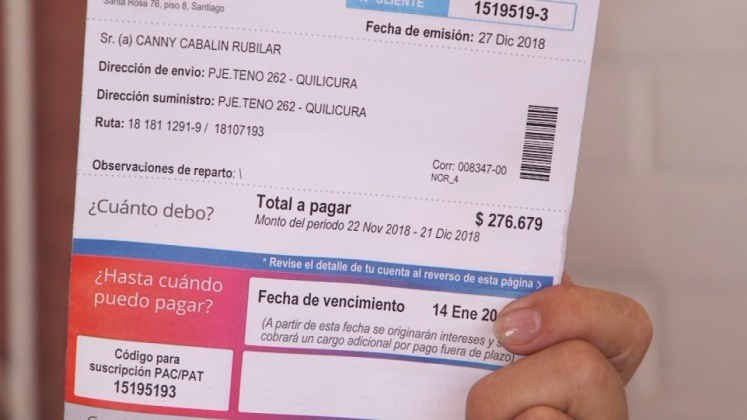 Santa Rosa 76, piso 8, Santiago
N° CLIENTE
1519519-3
Fecha de emisión: 27 Dic 2018
Sr. (a) CANNY CABALIN RUBILAR
Dirección de envio: PJE.TENO 262 - QUILICURA
Dirección suministro: PJE.TENO 262 - QUILICURA
Ruta: 18 181 1291-9 / 18107193
Observaciones de reparto: \
Corr: 008347-00
NOR_4
¿Cuánto debo?
Total a pagar
$ 276.679
Monto del periodo 22 Nov 2018 - 21 Dic 2018
* Revise el detalle de tu cuenta al reverso de esta página >
¿Hasta cuándo
puedo pagar?
Fecha de vencimiento
14 Ene 20
(A partir de esta fecha se originarán intereses y s
cobrará un cargo adicional por pago fuera de plazo)
Código para
suscripción PAC/PAT
15195193